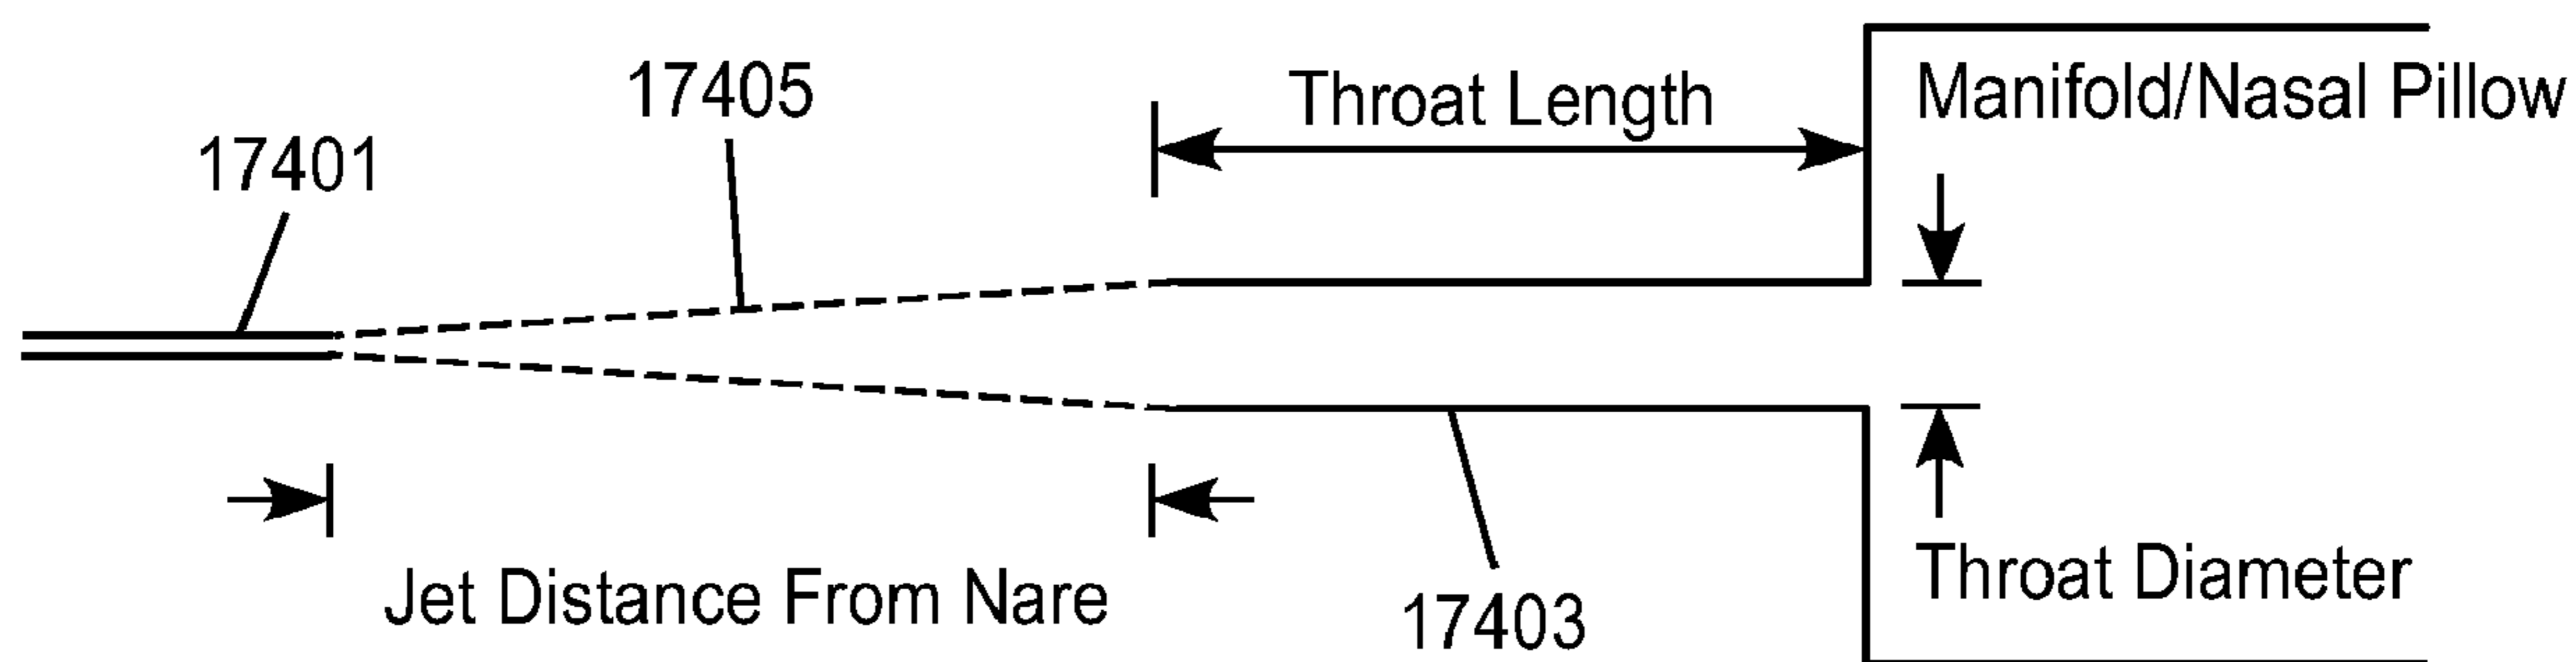 17401
17405
Throat Length
Manifold/Nasal Pillow
Jet Distance From Nare
17403
Throat Diameter